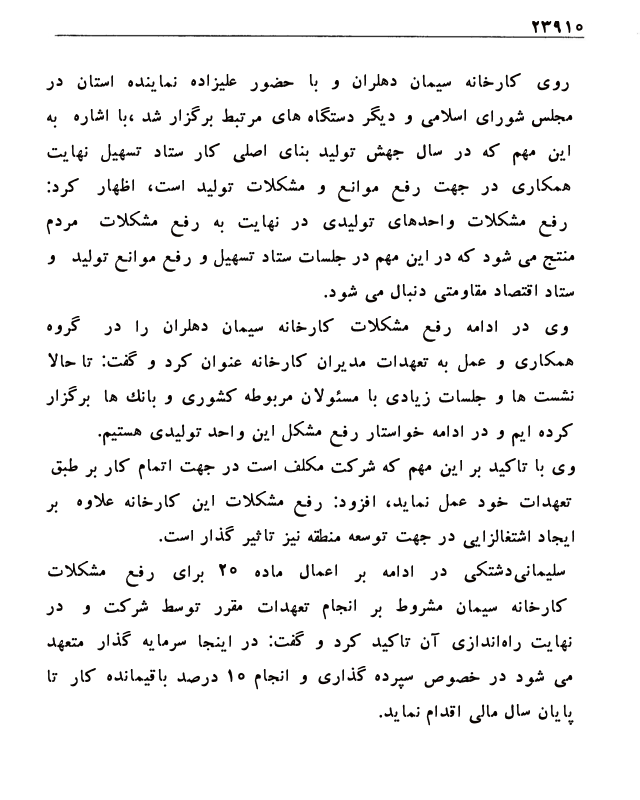 ۲۳۹۱۰
روی کارخانه سیمان دهلران و با حضور علیزاده نماینده استان در
مجلس شورای اسلامی و دیگر دستگاه های مرتبط برگزار شد ،با اشاره به
این مهم که در سال جهش تولید بنای اصلی کار ستاد تسهیل نهایت
همکاری در جهت رفع موانع و مشکلات تولید است، اظهار کرد:
رفع مشکلات واحدهای تولیدی در نهایت به رفع مشکلات مردم
منتج می شود که در این مهم در جلسات ستاد تسهیل و رفع موانع تولید و
ستاد اقتصاد مقاومتی دنبال می شود.
وی در ادامه رفع مشکلات کارخانه سیمان دهلران را در گروه
همکاری و عمل به تعهدات مدیران کارخانه عنوان کرد و گفت: تا حالا
نشست ها و جلسات زیادی با مسئولان مربوطه کشوری و بانك ها برگزار
کرده ایم و در ادامه خواستار رفع مشکل این واحد تولیدی هستیم.
وی با تاکید بر این مهم که شرکت مکلف است در جهت اتمام کار بر طبق
تعهدات خود عمل نماید، افزود: رفع مشکلات این کارخانه علاوه بر
ایجاد اشتغالزایی در جهت توسعه منطقه نیز تاثیر گذار است.
سلیمانی‌دشتکی در ادامه بر اعمال ماده ۲۵ برای رفع مشکلات
کارخانه سیمان مشروط بر انجام تعهدات مقرر توسط شرکت و در
نهایت راه‌اندازی آن تاکید کرد و گفت: در اینجا سرمایه گذار متعهد
می شود در خصوص سپرده گذاری و انجام ۱۰ درصد باقیمانده کار تا
پایان سال مالی اقدام نماید.